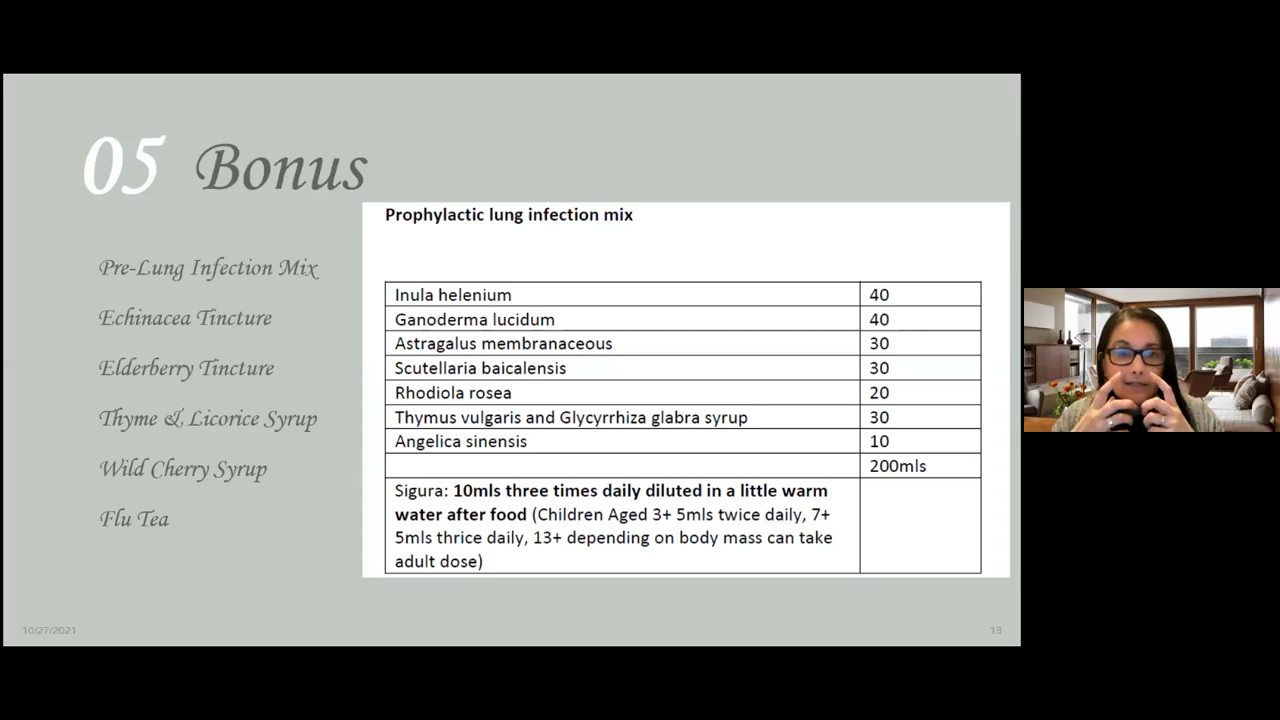 05 Bonus
Pre-Lung Infection Mix
Echinacea Tincture
Elderberry Tincture
Thyme & Licorice Syrup
Wild Cherry Syrup
Flu Tea
Prophylactic lung infection mix
Inula helenium 40
Ganoderma lucidum 40
Astragalus membranaceous 30
Scutellaria baicalensis 30
Rhodiola rosea 20
Thymus vulgaris and Glycyrrhiza glabra syrup 30
Angelica sinensis 10
200mls
Sigura: 10mls three times daily diluted in a little warm
water after food (Children Aged 3+ 5mls twice daily, 7+
5mls thrice daily, 13+ depending on body mass can take
adult dose)
10/27/2021
13